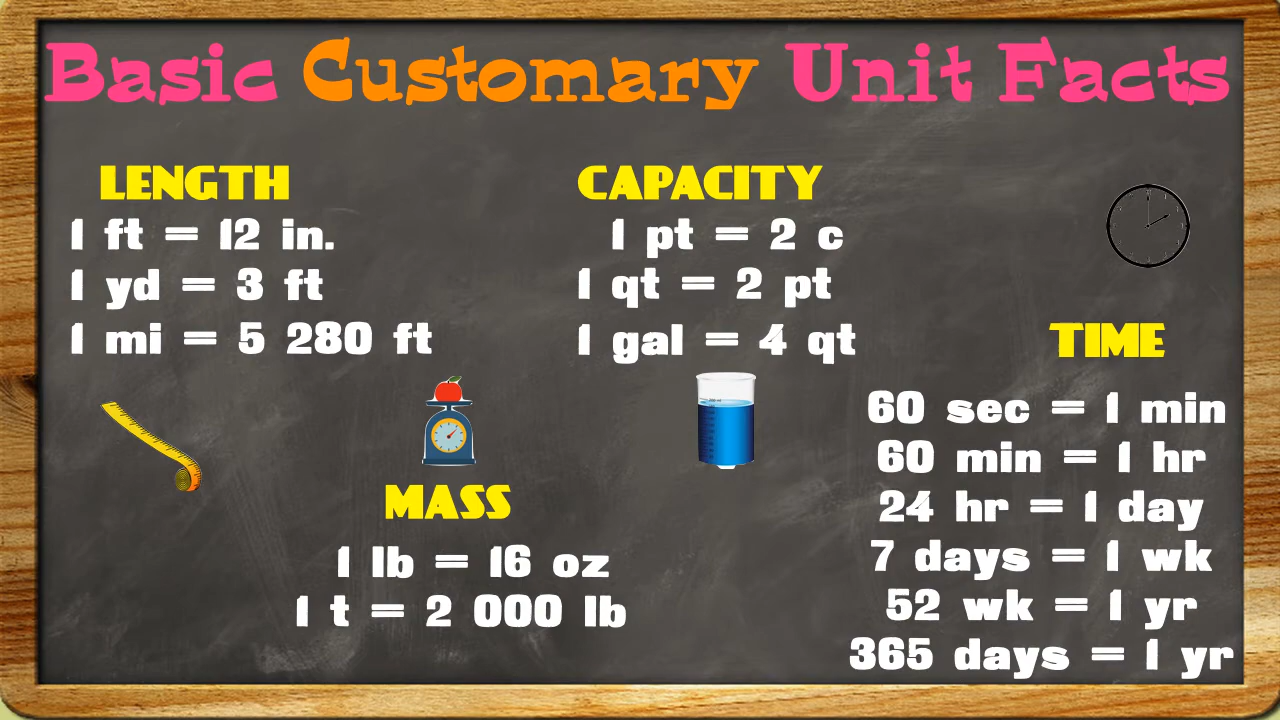 Basic Customary Unit Facts
LENGTH
1 ft = 12 in.
1 yd = 3 ft
1 mi = 5 280 ft
CAPACITY
1 pt = 2 c
1 qt = 2 pt
1 gal = 4 qt
MASS
1 lb = 16 oz
1 t = 2 000 lb
TIME
60 sec = 1 min
60 min = 1 hr
24 hr = 1 day
7 days = 1 wk
52 wk = 1 yr
365 days = 1 yr